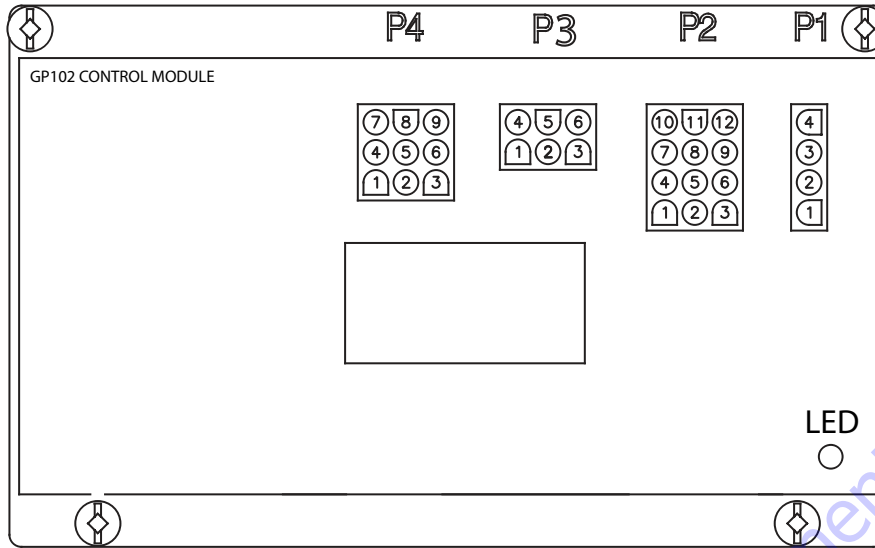 P4 P3 P2 P1
GP102 CONTROL MODULE
7 8 9 4 5 6 10 11 12 4
4 5 6 1 2 3 7 8 9 3
1 2 3 4 5 6 2
1 2 3 1
LED